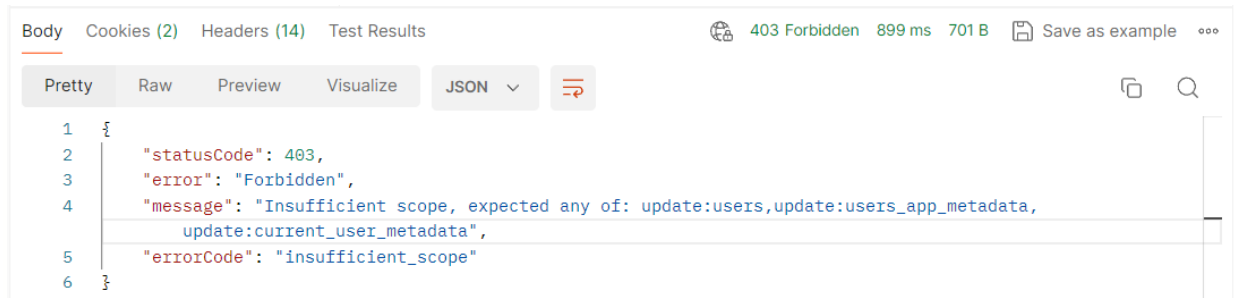 Body Cookies (2) Headers (14) Test Results 403 Forbidden 899 ms 701 B Save as example
Pretty Raw Preview Visualize JSON
1 {
2 "statusCode": 403,
3 "error": "Forbidden",
4 "message": "Insufficient scope, expected any of: update:users,update:users_app_metadata,
update:current_user_metadata",
5 "errorCode": "insufficient_scope"
6 }